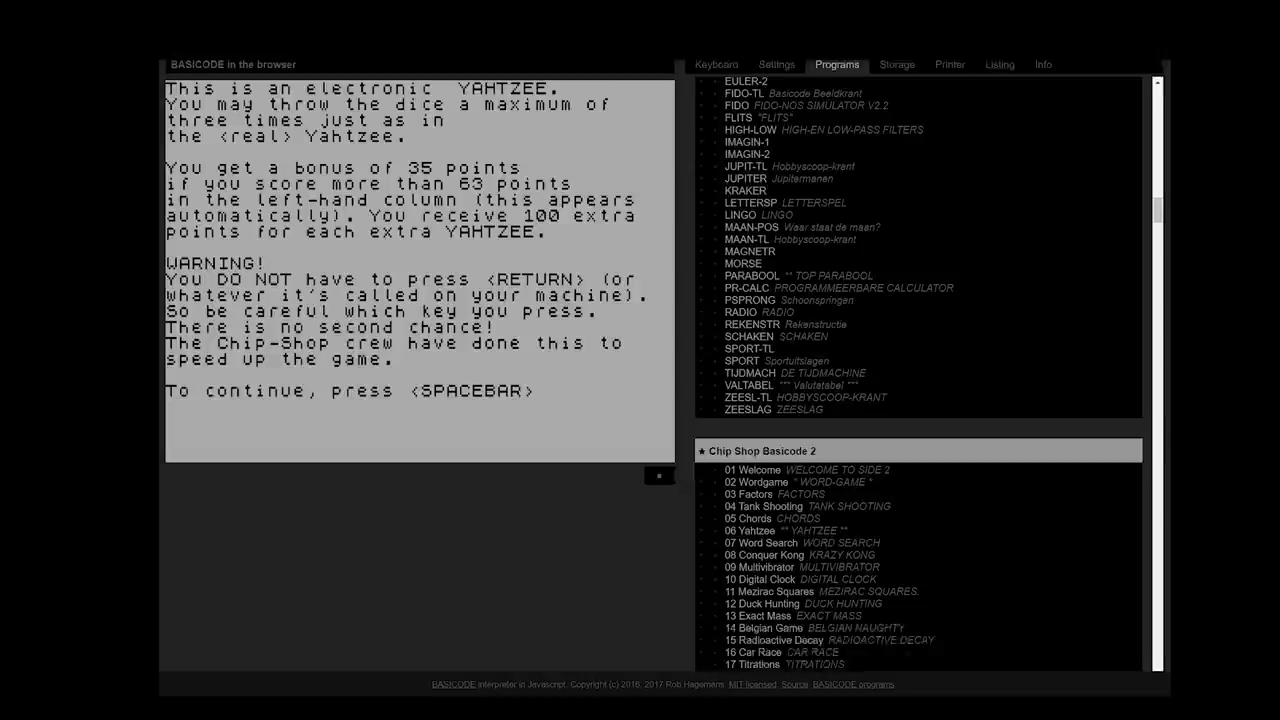 BASICODE in the browser
Keyboard Settings Programs Storage Printer Listing Info
This is an electronic  YAHTZEE.
You may throw the dice a maximum of
three times just as in
the <real> Yahtzee.
You get a bonus of 35 points
if you score more than 63 points
in the left-hand column (this appears
automatically). You receive 100 extra
points for each extra YAHTZEE.
WARNING!
You DO NOT have to press <RETURN> (or
whatever it's called on your machine).
So be careful which key you press.
There is no second chance!
The Chip-Shop crew have done this to
speed up the game.
To continue, press <SPACEBAR>
EULER-2
FIDO-TL Basicode Beeldkrant
FIDO FIDO-NOS SIMULATOR V2.2
FLITS "FLITS"
HIGH-LOW HIGH-EN LOW-PASS FILTERS
IMAGIN-1
IMAGIN-2
JUPIT-TL Hobbyscoop-krant
JUPITER Jupitermanen
KRAKER
LETTERSP LETTERSPEL
LINGO LINGO
MAAN-POS Waar staat de maan?
MAAN-TL Hobbyscoop-krant
MAGNETR
MORSE
PARABOOL ** TOP PARABOOL
PR-CALC PROGRAMMEERBARE CALCULATOR
PSPRONG Schoonspringen
RADIO RADIO
REKENSTR Rekenstructie
SCHAKEN SCHAKEN
SPORT-TL
SPORT Sportuitslagen
TIJDMACH DE TIJDMACHINE
VALTABEL *** Valutatabel ***
ZEESL-TL HOBBYSCOOP-KRANT
ZEESLAG ZEESLAG
★ Chip Shop Basicode 2
01 Welcome WELCOME TO SIDE 2
02 Wordgame * WORD-GAME *
03 Factors FACTORS
04 Tank Shooting TANK SHOOTING
05 Chords CHORDS
06 Yahtzee ** YAHTZEE **
07 Word Search WORD SEARCH
08 Conquer Kong KRAZY KONG
09 Multivibrator MULTIVIBRATOR
10 Digital Clock DIGITAL CLOCK
11 Mezirac Squares MEZIRAC SQUARES.
12 Duck Hunting DUCK HUNTING
13 Exact Mass EXACT MASS
14 Belgian Game BELGIAN NAUGHTY
15 Radioactive Decay RADIOACTIVE DECAY
16 Car Race CAR RACE
17 Titrations TITRATIONS
BASICODE interpreter in Javascript. Copyright (c) 2016, 2017 Rob Hagemans. MIT licensed. Source. BASICODE programs